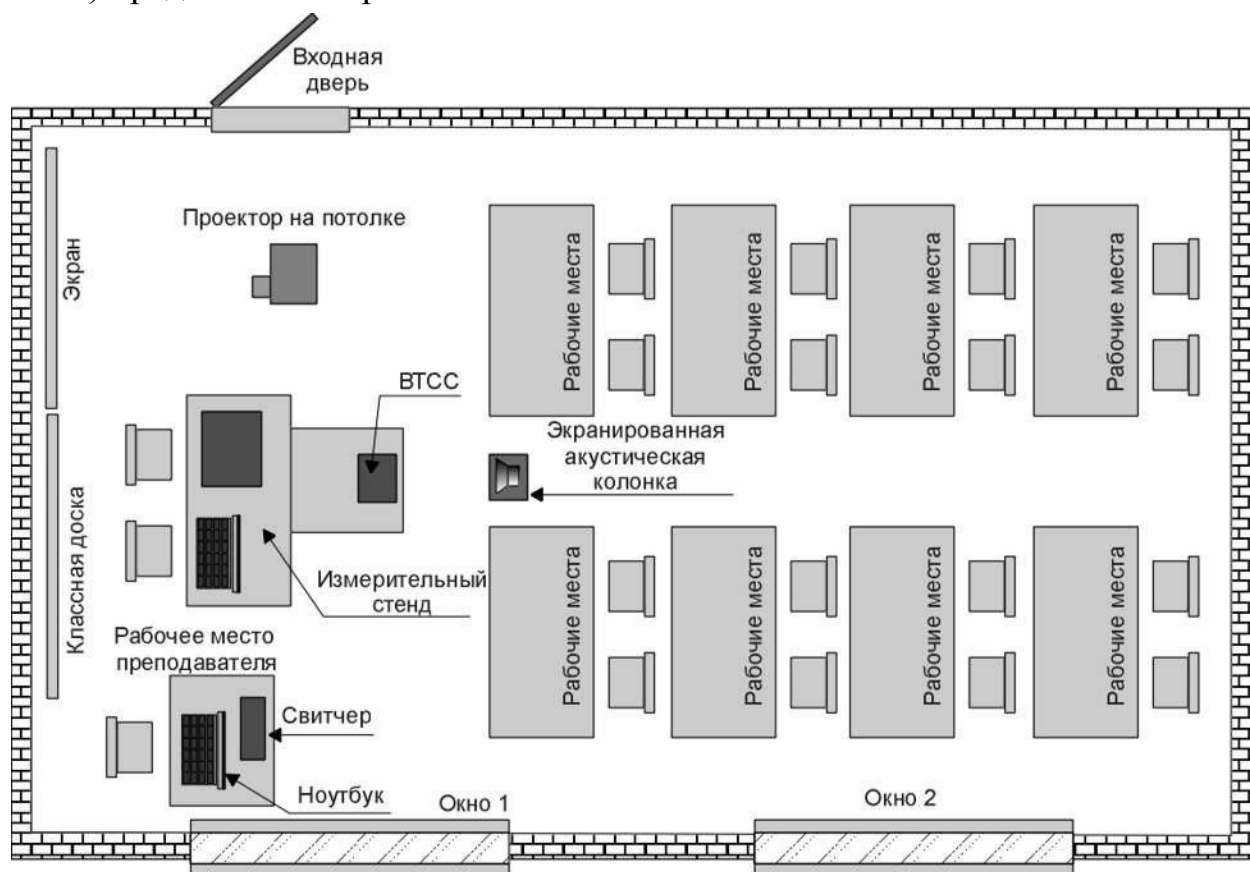 Входная
дверь
Проектор на потолке
Экран
ВТСС
Экранированная
акустическая
колонка
Рабочие места
Рабочие места
Рабочие места
Рабочие места
Классная доска
Измерительный
стенд
Рабочие места
Рабочие места
Рабочие места
Рабочие места
Рабочее место
преподавателя
Свитчер
Ноутбук
Окно 1
Окно 2